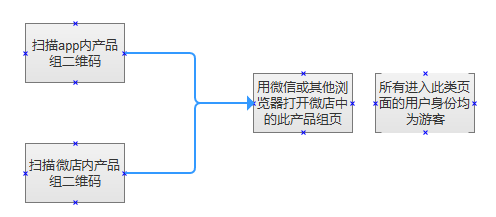 扫描app内产品
组二维码
用微信或其他浏
览器打开微店中
的此产品组页
所有进入此类页
面的用户身份均
为游客
扫描微店内产品
组二维码